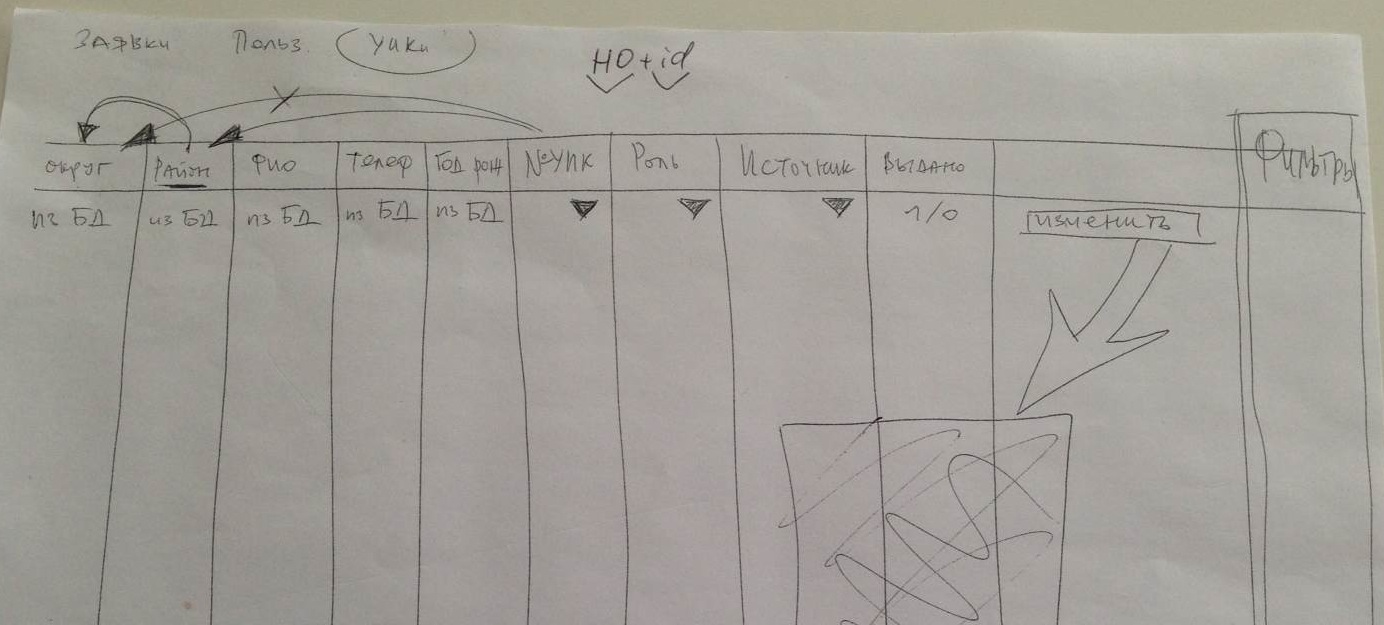 Заявки Польз. Уики
НО+id
округ Район ФИО Телеф Год рож №УИК Роль Источник Выдано Фильтры
из БД из БД из БД из БД из БД 1/0 изменить